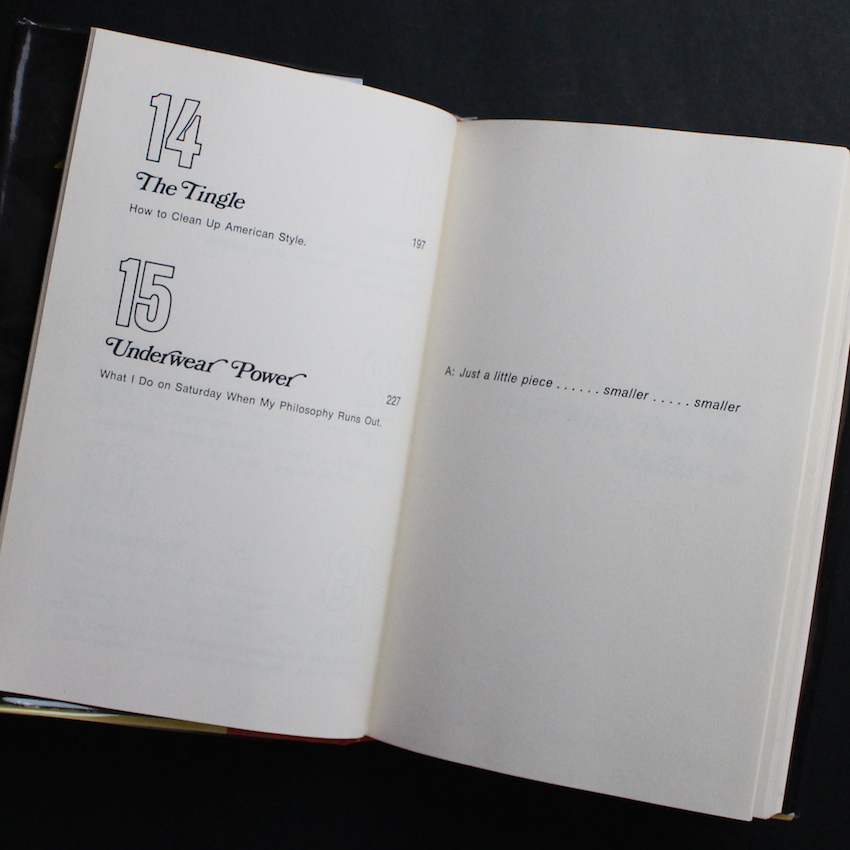 14
The Tingle
How to Clean Up American Style.
197
15
Underwear Power
What I Do on Saturday When My Philosophy Runs Out.
227
A: Just a little piece . . . . . . smaller . . . . . smaller